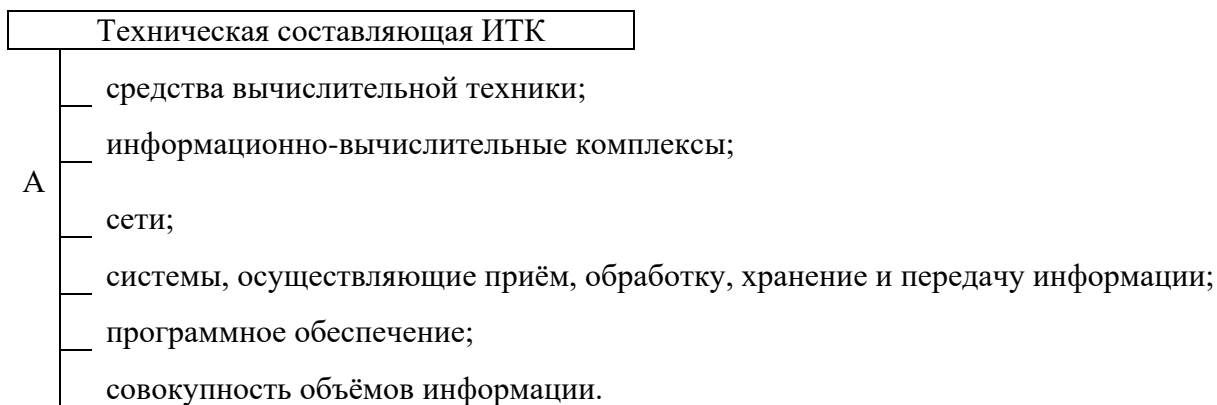 Техническая составляющая ИТК
средства вычислительной техники;
информационно-вычислительные комплексы;
А
сети;
системы, осуществляющие приём, обработку, хранение и передачу информации;
программное обеспечение;
совокупность объёмов информации.